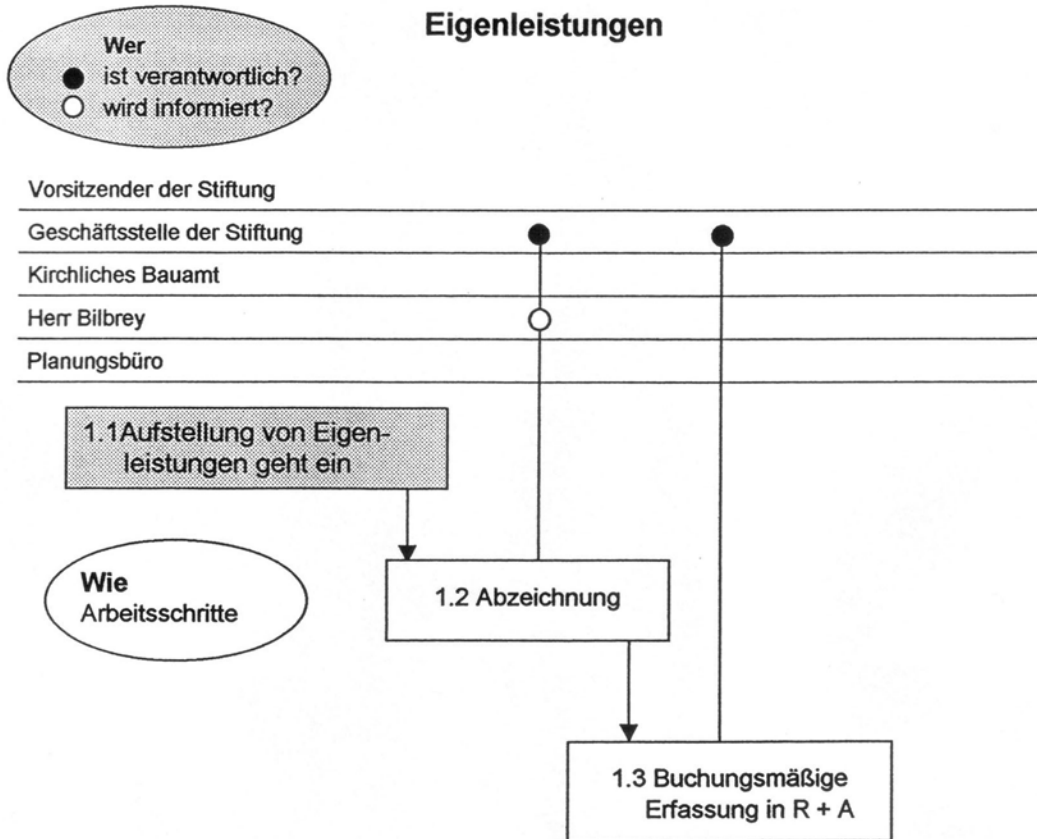 Eigenleistungen
Wer
ist verantwortlich?
wird informiert?
Vorsitzender der Stiftung
Geschäftsstelle der Stiftung
Kirchliches Bauamt
Herr Bilbrey
Planungsbüro
1.1Aufstellung von Eigen-
leistungen geht ein
Wie
Arbeitsschritte
1.2 Abzeichnung
1.3 Buchungsmäßige
Erfassung in R + A